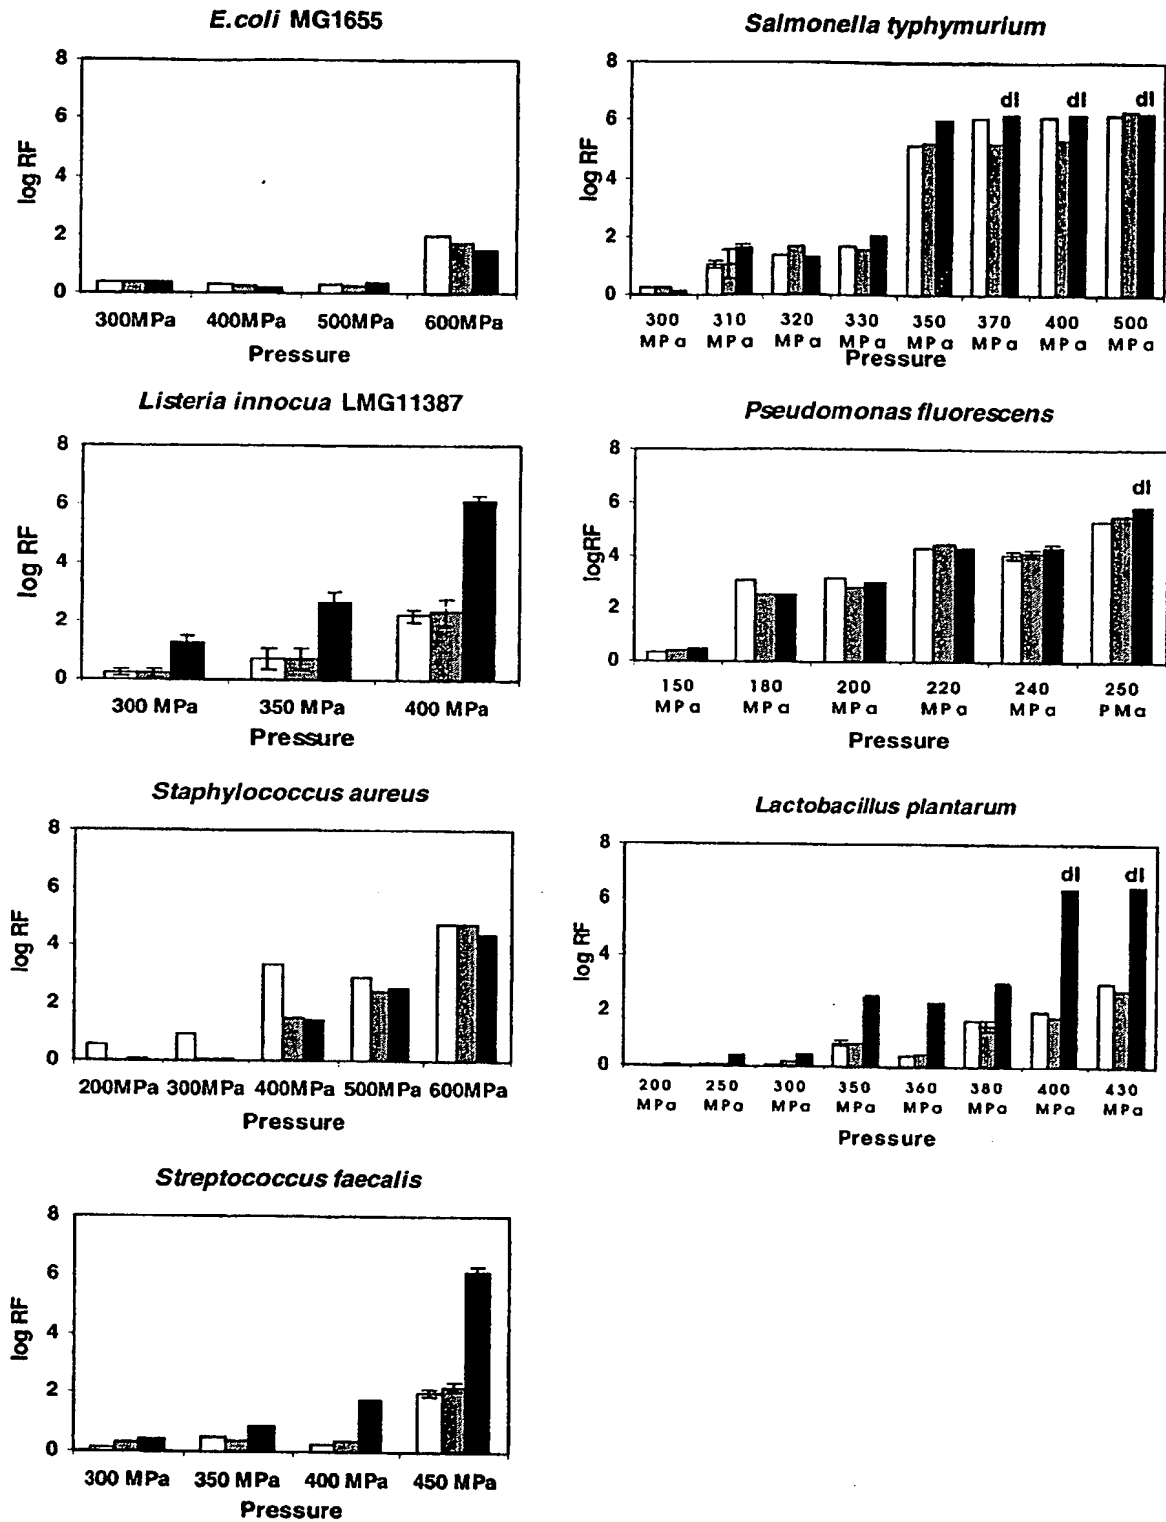 E.coli MG1655
8
6
4
2
0
log RF
300MPa 400MPa 500MPa 600MPa
Pressure
Salmonella typhymurium
8
6
4
2
0
log RF
dl dl dl
300 310 320 330 350 370 400 500
MPa MPa MPa MPa MPa MPa MPa MPa
Pressure
Listeria innocua LMG11387
8
6
4
2
0
log RF
300 MPa 350 MPa 400 MPa
Pressure
Pseudomonas fluorescens
8
6
4
2
0
logRF
dl
150 180 200 220 240 250
MPa MPa MPa MPa MPa PMa
Pressure
Staphylococcus aureus
8
6
4
2
0
log RF
200MPa 300MPa 400MPa 500MPa 600MPa
Pressure
Lactobacillus plantarum
8
6
4
2
0
log RF
dl dl
200 250 300 350 360 380 400 430
MPa MPa MPa MPa MPa MPa MPa MPa
Pressure
Streptococcus faecalis
8
6
4
2
0
log RF
300 MPa 350 MPa 400 MPa 450 MPa
Pressure